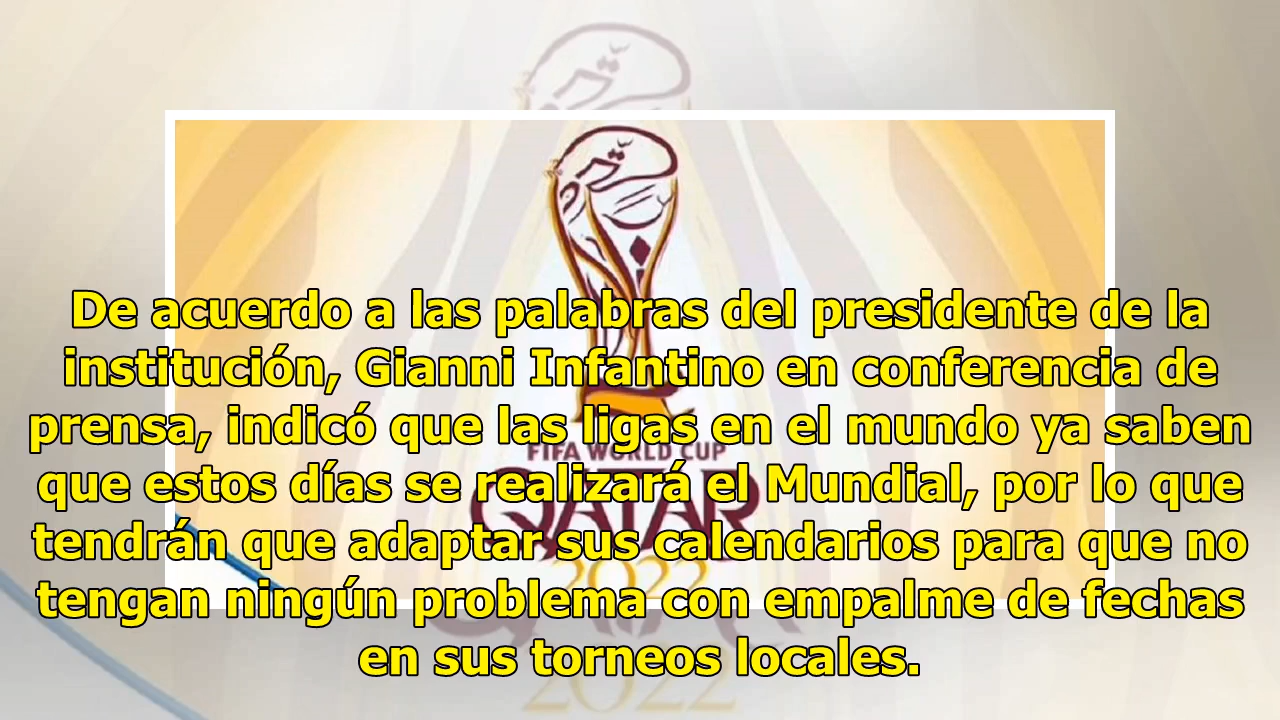 De acuerdo a las palabras del presidente de la
institución, Gianni Infantino en conferencia de
prensa, indicó que las ligas en el mundo ya saben
FIFA WORLD CUP
que estos días se realizará el Mundial, por lo que
QATAR
tendrán que adaptar sus calendarios para que no
2022
tengan ningún problema con empalme de fechas
en sus torneos locales.
2022